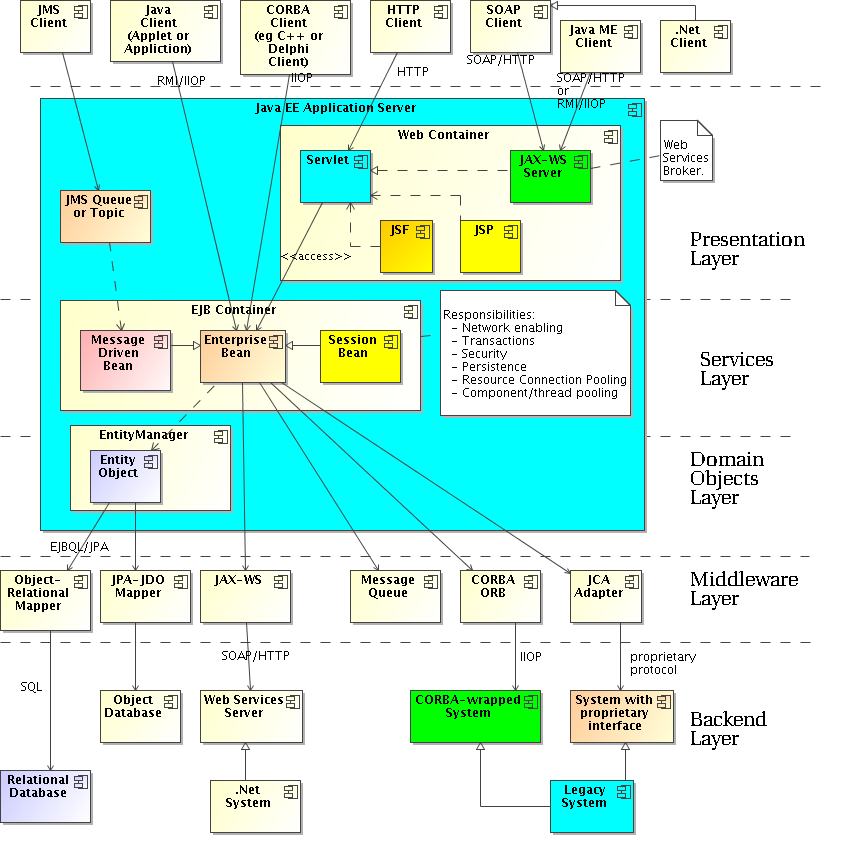 JMS
Client
Java
Client
(Applet or
Appliction)
CORBA
Client
(eg C++ or
Delphi
Client)
HTTP
Client
SOAP
Client
Java ME
Client
.Net
Client
RMI/IIOP
IIOP
HTTP
SOAP/HTTP
SOAP/HTTP
or
RMI/IIOP
Java EE Application Server
Web Container
Servlet
JAX-WS
Server
Web
Services
Broker.
JMS Queue
or Topic
JSF
JSP
<<access>>
Presentation
Layer
EJB Container
Message
Driven
Bean
Enterprise
Bean
Session
Bean
Responsibilities:
- Network enabling
- Transactions
- Security
- Persistence
- Resource Connection Pooling
- Component/thread pooling
Services
Layer
EntityManager
Entity
Object
Domain
Objects
Layer
EJBQL/JPA
Object-
Relational
Mapper
JPA-JDO
Mapper
JAX-WS
Message
Queue
CORBA
ORB
JCA
Adapter
Middleware
Layer
SQL
SOAP/HTTP
IIOP
proprietary
protocol
Object
Database
Web Services
Server
CORBA-wrapped
System
System with
proprietary
interface
Backend
Layer
Relational
Database
.Net
System
Legacy
System